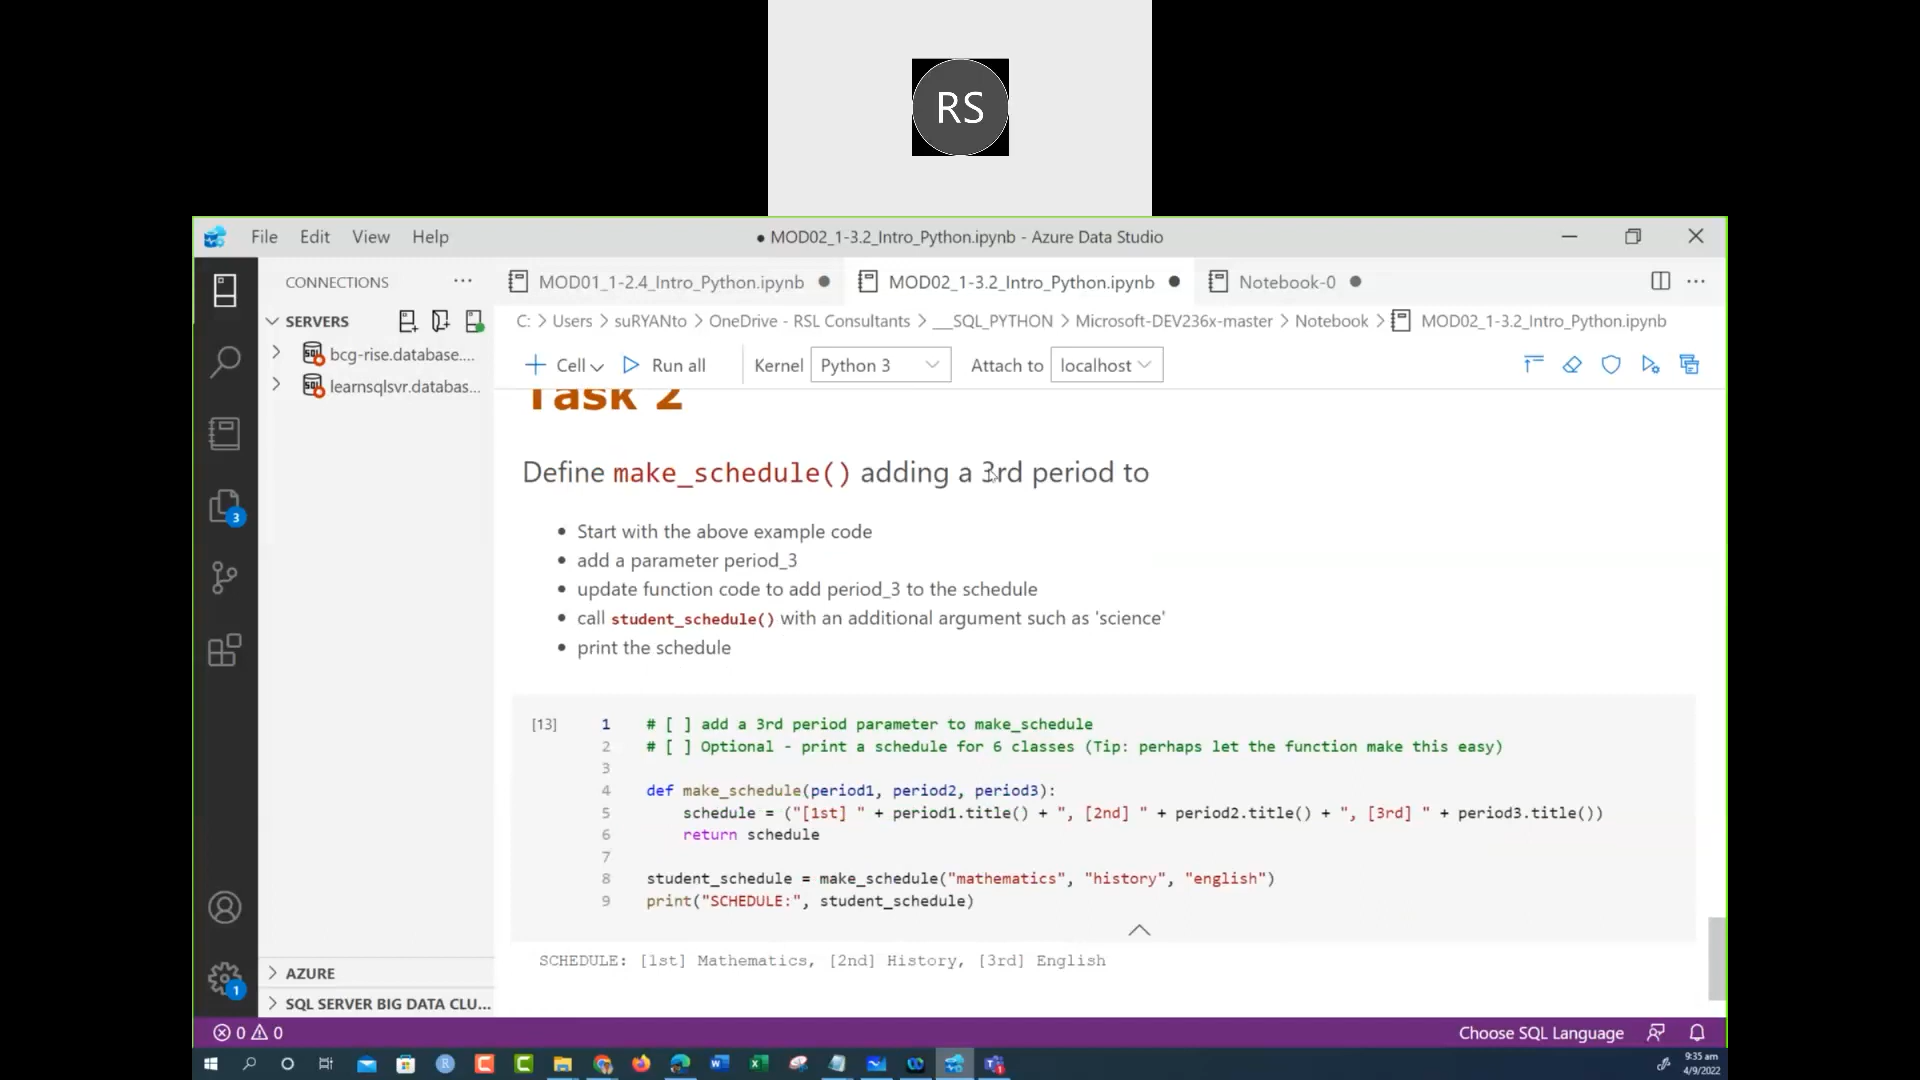 RS
File Edit View Help
● MOD02_1-3.2_Intro_Python.ipynb - Azure Data Studio
CONNECTIONS
MOD01_1-2.4_Intro_Python.ipynb
MOD02_1-3.2_Intro_Python.ipynb
Notebook-0
SERVERS
C: > Users > suRYANto > OneDrive - RSL Consultants > __SQL_PYTHON > Microsoft-DEV236x-master > Notebook > MOD02_1-3.2_Intro_Python.ipynb
bcg-rise.database....
learnsqlsvr.databas...
Cell Run all Kernel Python 3 Attach to localhost
Task 2
Define make_schedule() adding a 3rd period to
• Start with the above example code
• add a parameter period_3
• update function code to add period_3 to the schedule
• call student_schedule() with an additional argument such as 'science'
• print the schedule
[13]
1 # [ ] add a 3rd period parameter to make_schedule
2 # [ ] Optional - print a schedule for 6 classes (Tip: perhaps let the function make this easy)
3
4 def make_schedule(period1, period2, period3):
5     schedule = ("[1st] " + period1.title() + ", [2nd] " + period2.title() + ", [3rd] " + period3.title())
6     return schedule
7
8 student_schedule = make_schedule("mathematics", "history", "english")
9 print("SCHEDULE:", student_schedule)
SCHEDULE: [1st] Mathematics, [2nd] History, [3rd] English
3
1
AZURE
SQL SERVER BIG DATA CLU...
0 0
Choose SQL Language
9:35 am
4/9/2022